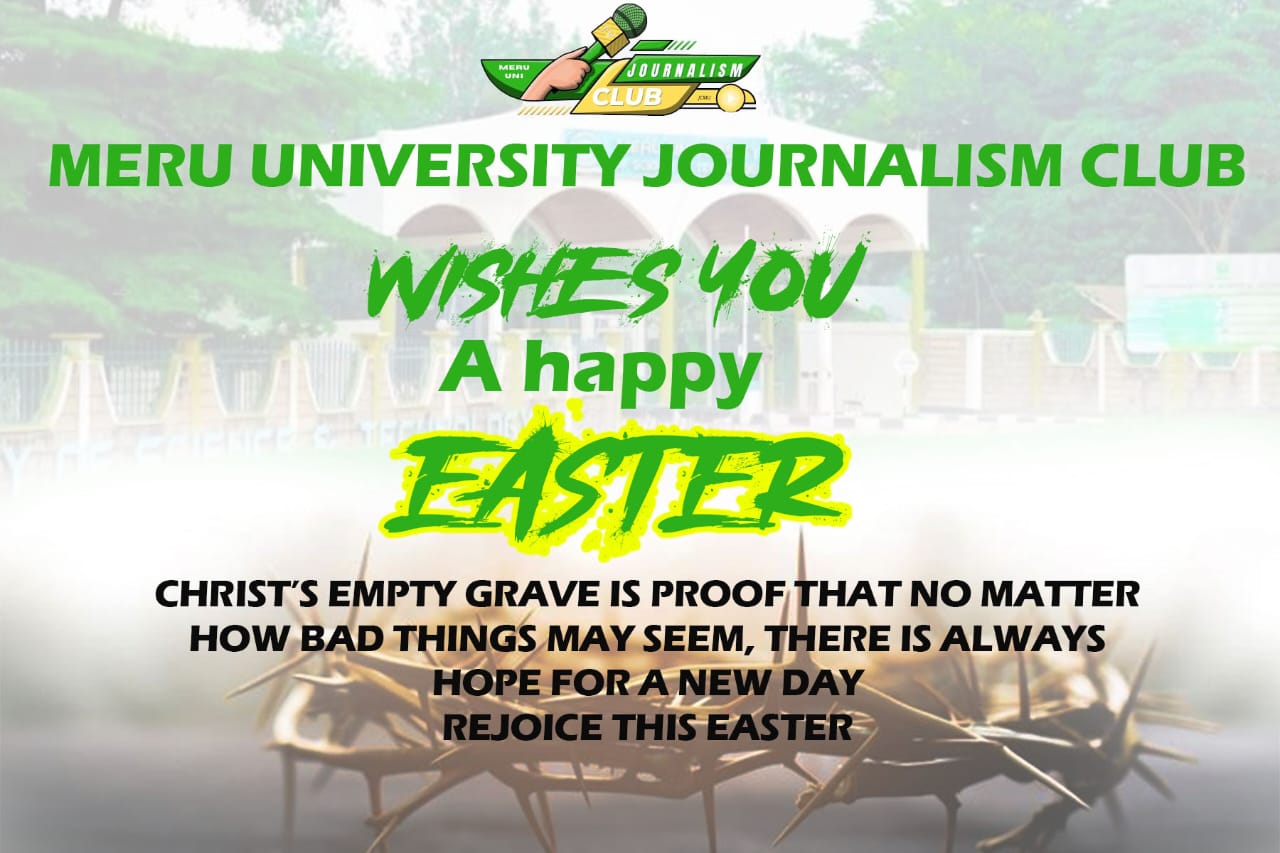 MERU
UNI
JOURNALISM
CLUB
MERU UNIVERSITY JOURNALISM CLUB
WISHES YOU
A happy
EASTER
CHRIST'S EMPTY GRAVE IS PROOF THAT NO MATTER
HOW BAD THINGS MAY SEEM, THERE IS ALWAYS
HOPE FOR A NEW DAY
REJOICE THIS EASTER